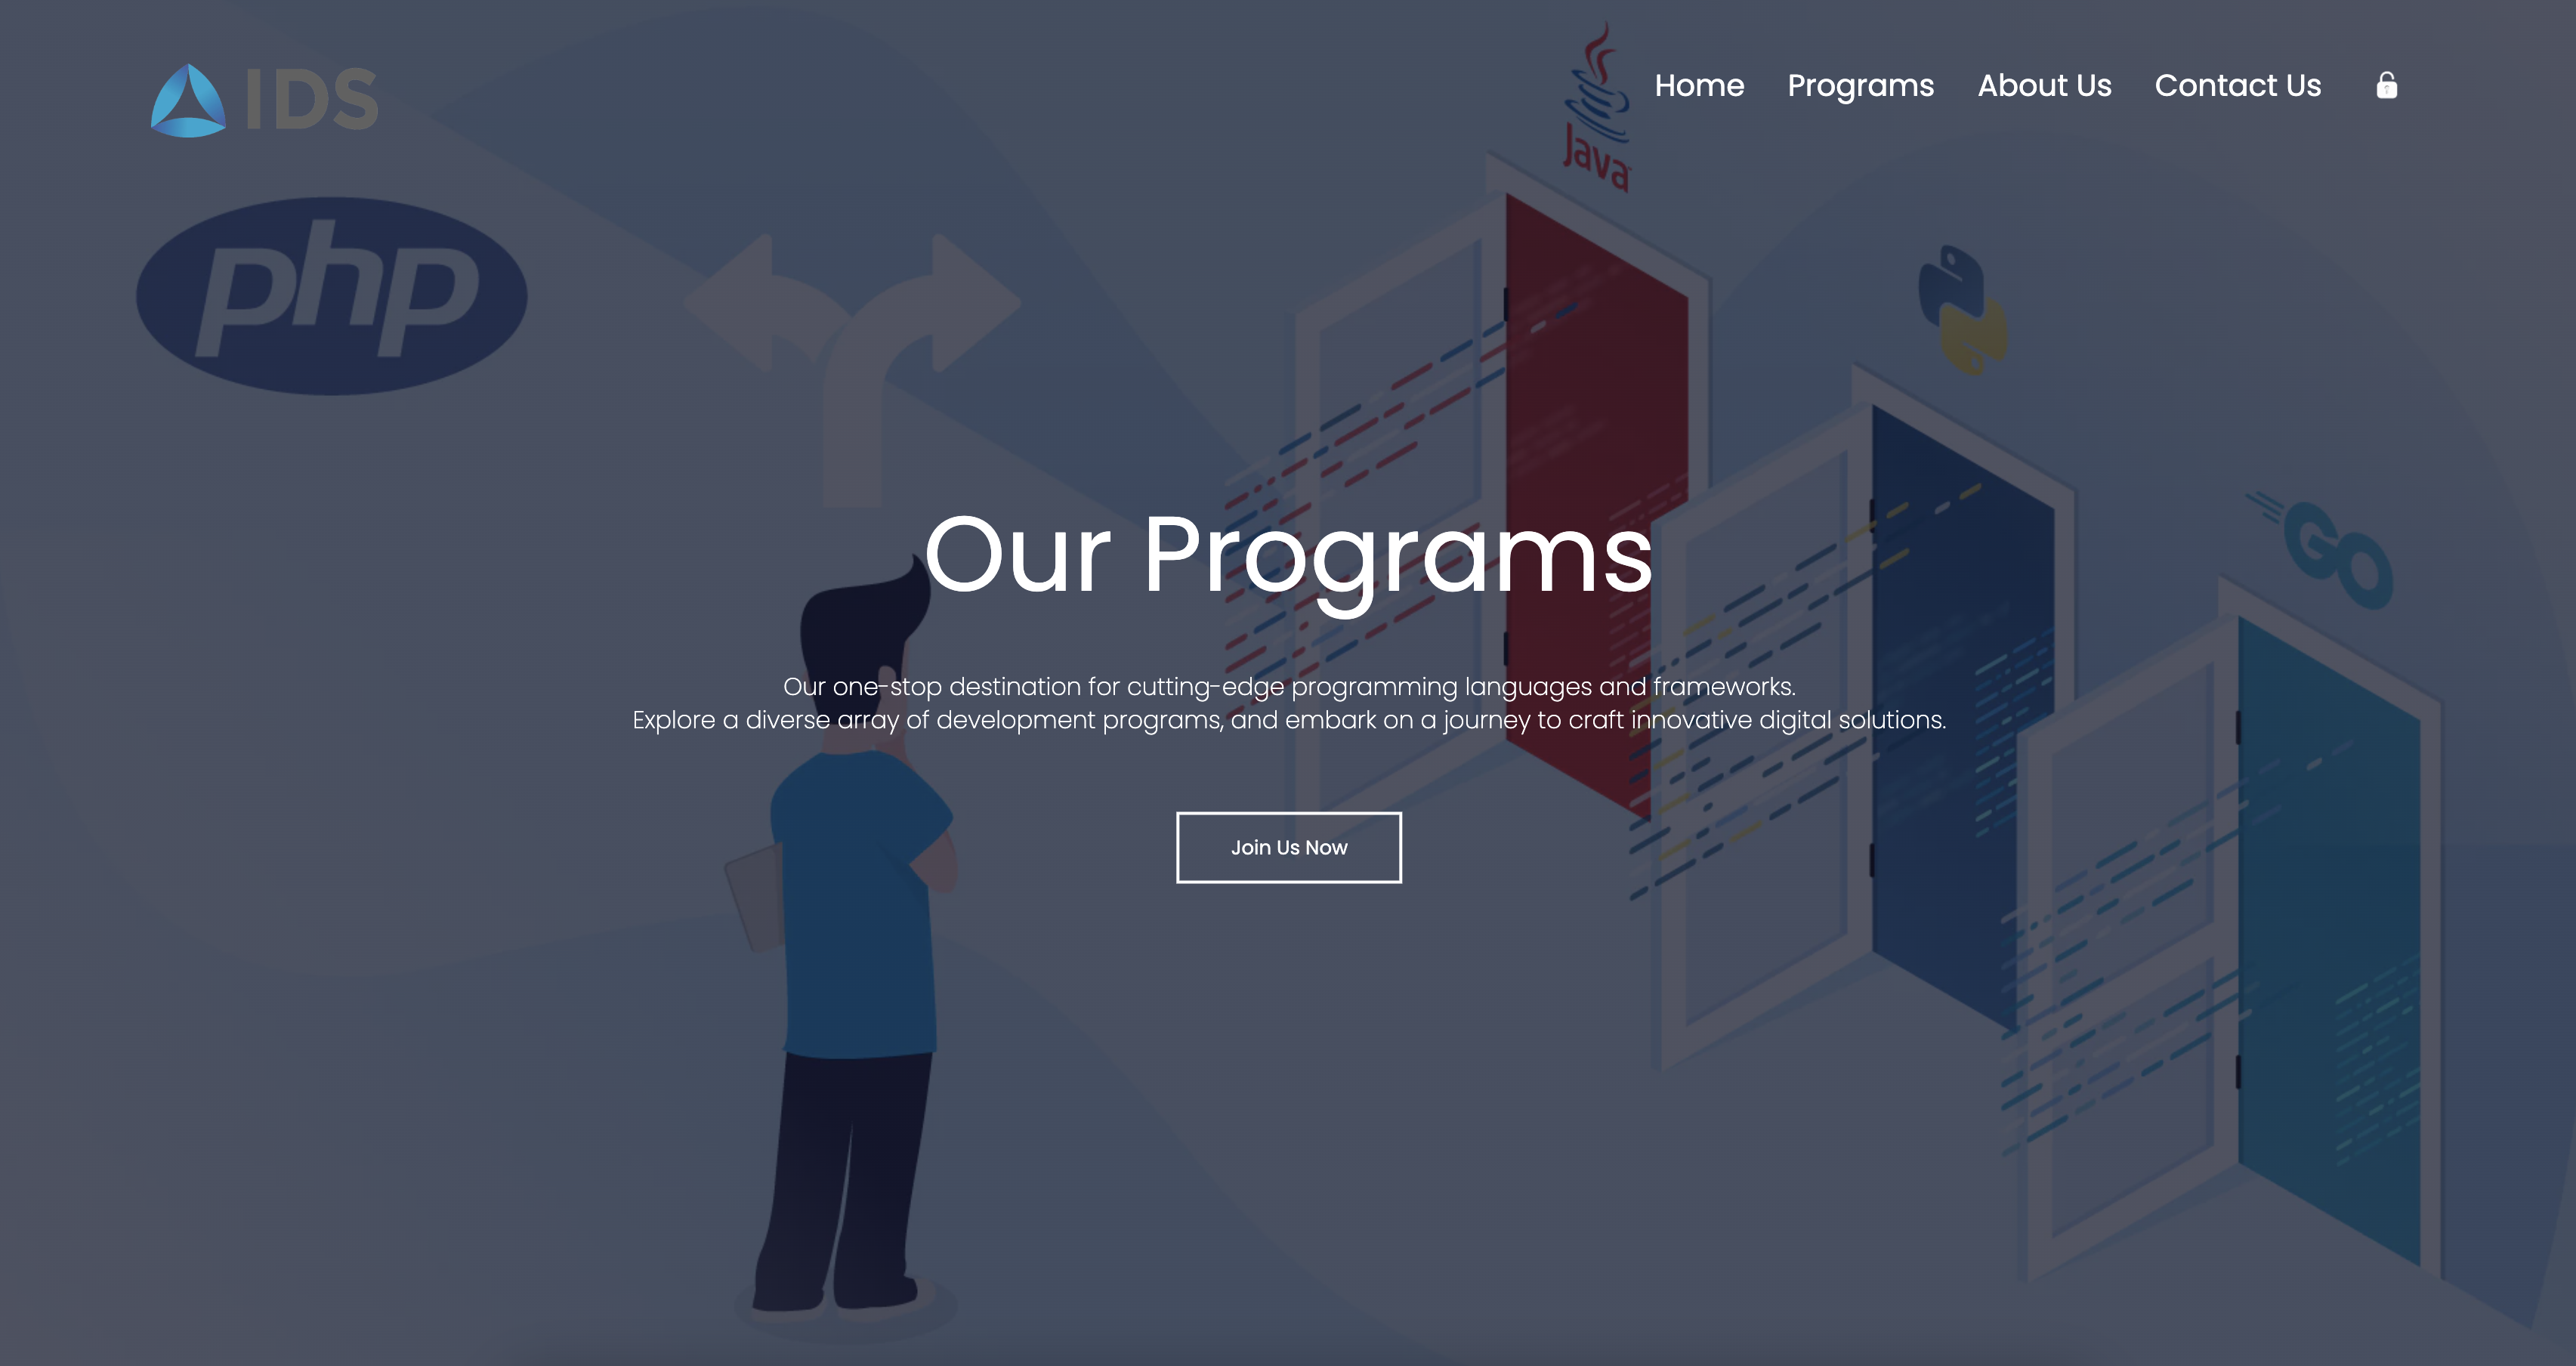 IDS
Home Programs About Us Contact Us
Java
php
GO
Our Programs
Our one-stop destination for cutting-edge programming languages and frameworks.
Explore a diverse array of development programs, and embark on a journey to craft innovative digital solutions.
Join Us Now